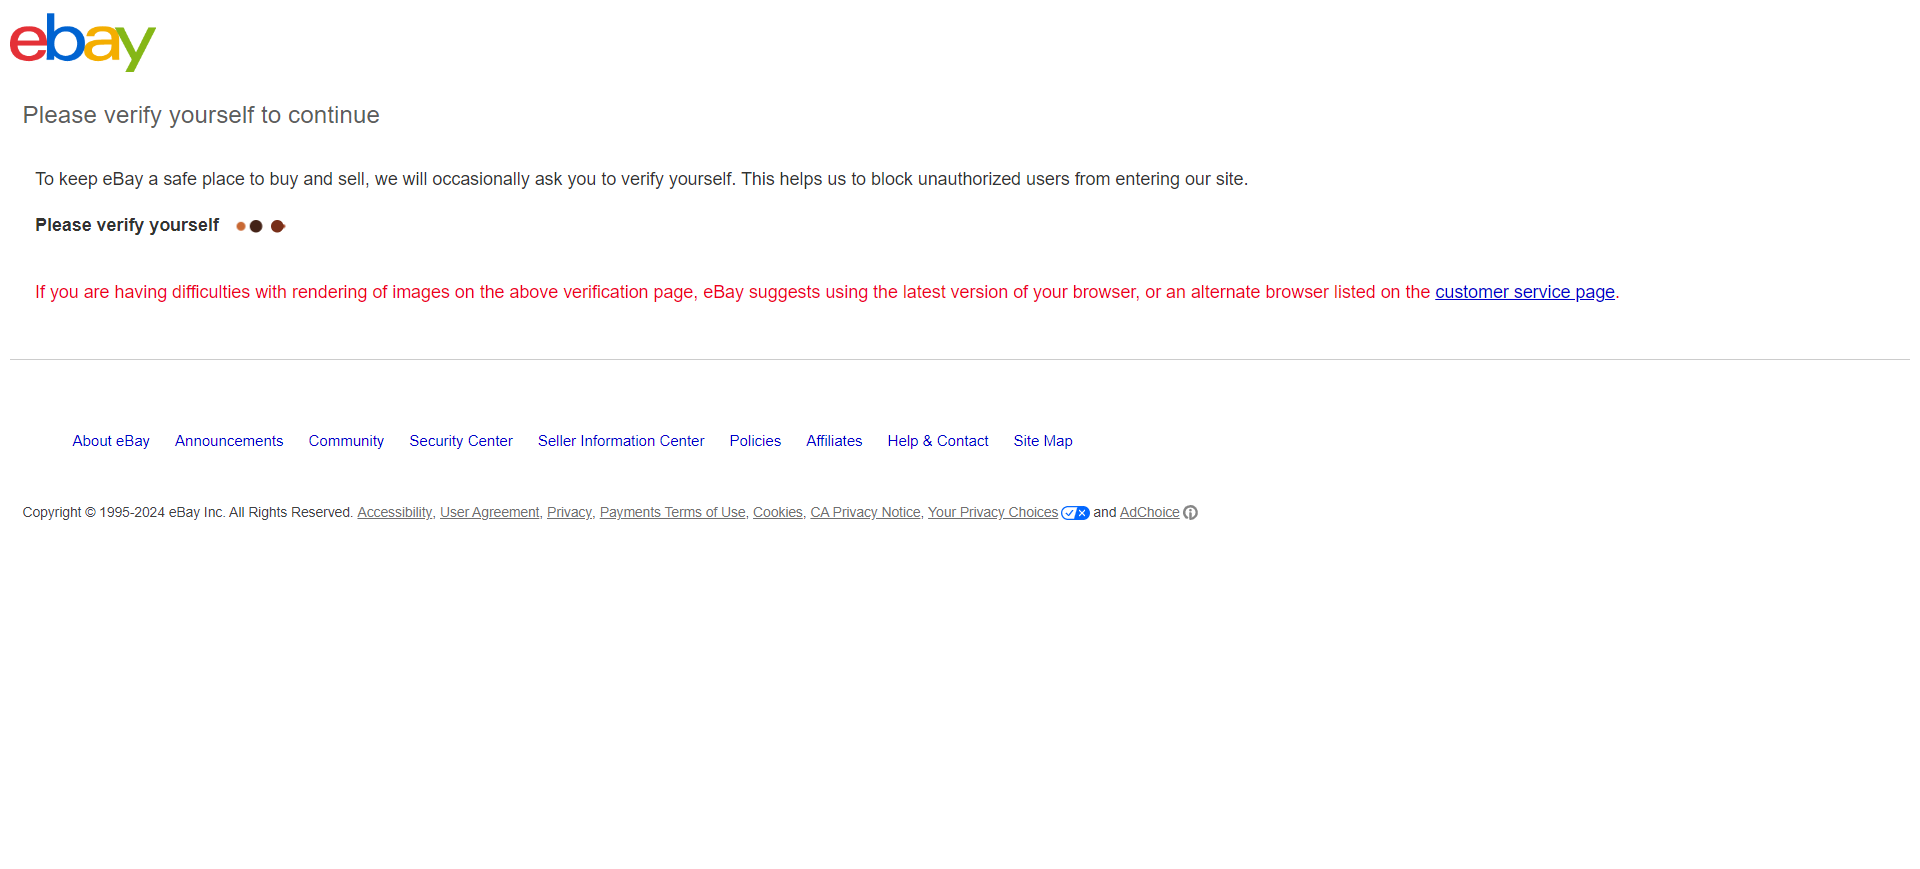 ebay
Please verify yourself to continue
To keep eBay a safe place to buy and sell, we will occasionally ask you to verify yourself. This helps us to block unauthorized users from entering our site.
Please verify yourself
If you are having difficulties with rendering of images on the above verification page, eBay suggests using the latest version of your browser, or an alternate browser listed on the customer service page.
About eBay Announcements Community Security Center Seller Information Center Policies Affiliates Help & Contact Site Map
Copyright © 1995-2024 eBay Inc. All Rights Reserved. Accessibility, User Agreement, Privacy, Payments Terms of Use, Cookies, CA Privacy Notice, Your Privacy Choices and AdChoice